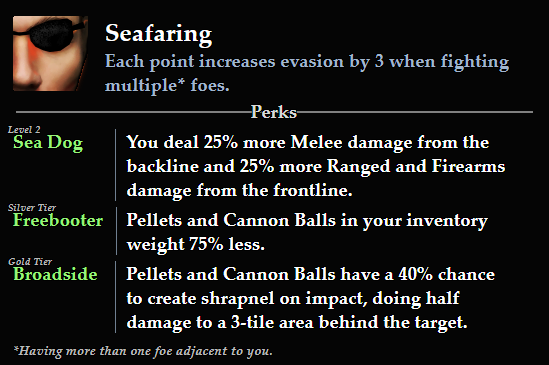 Seafaring
Each point increases evasion by 3 when fighting
multiple* foes.
Perks
Level 2
Sea Dog
You deal 25% more Melee damage from the
backline and 25% more Ranged and Firearms
damage from the frontline.
Silver Tier
Freebooter
Pellets and Cannon Balls in your inventory
weight 75% less.
Gold Tier
Broadside
Pellets and Cannon Balls have a 40% chance
to create shrapnel on impact, doing half
damage to a 3-tile area behind the target.
*Having more than one foe adjacent to you.